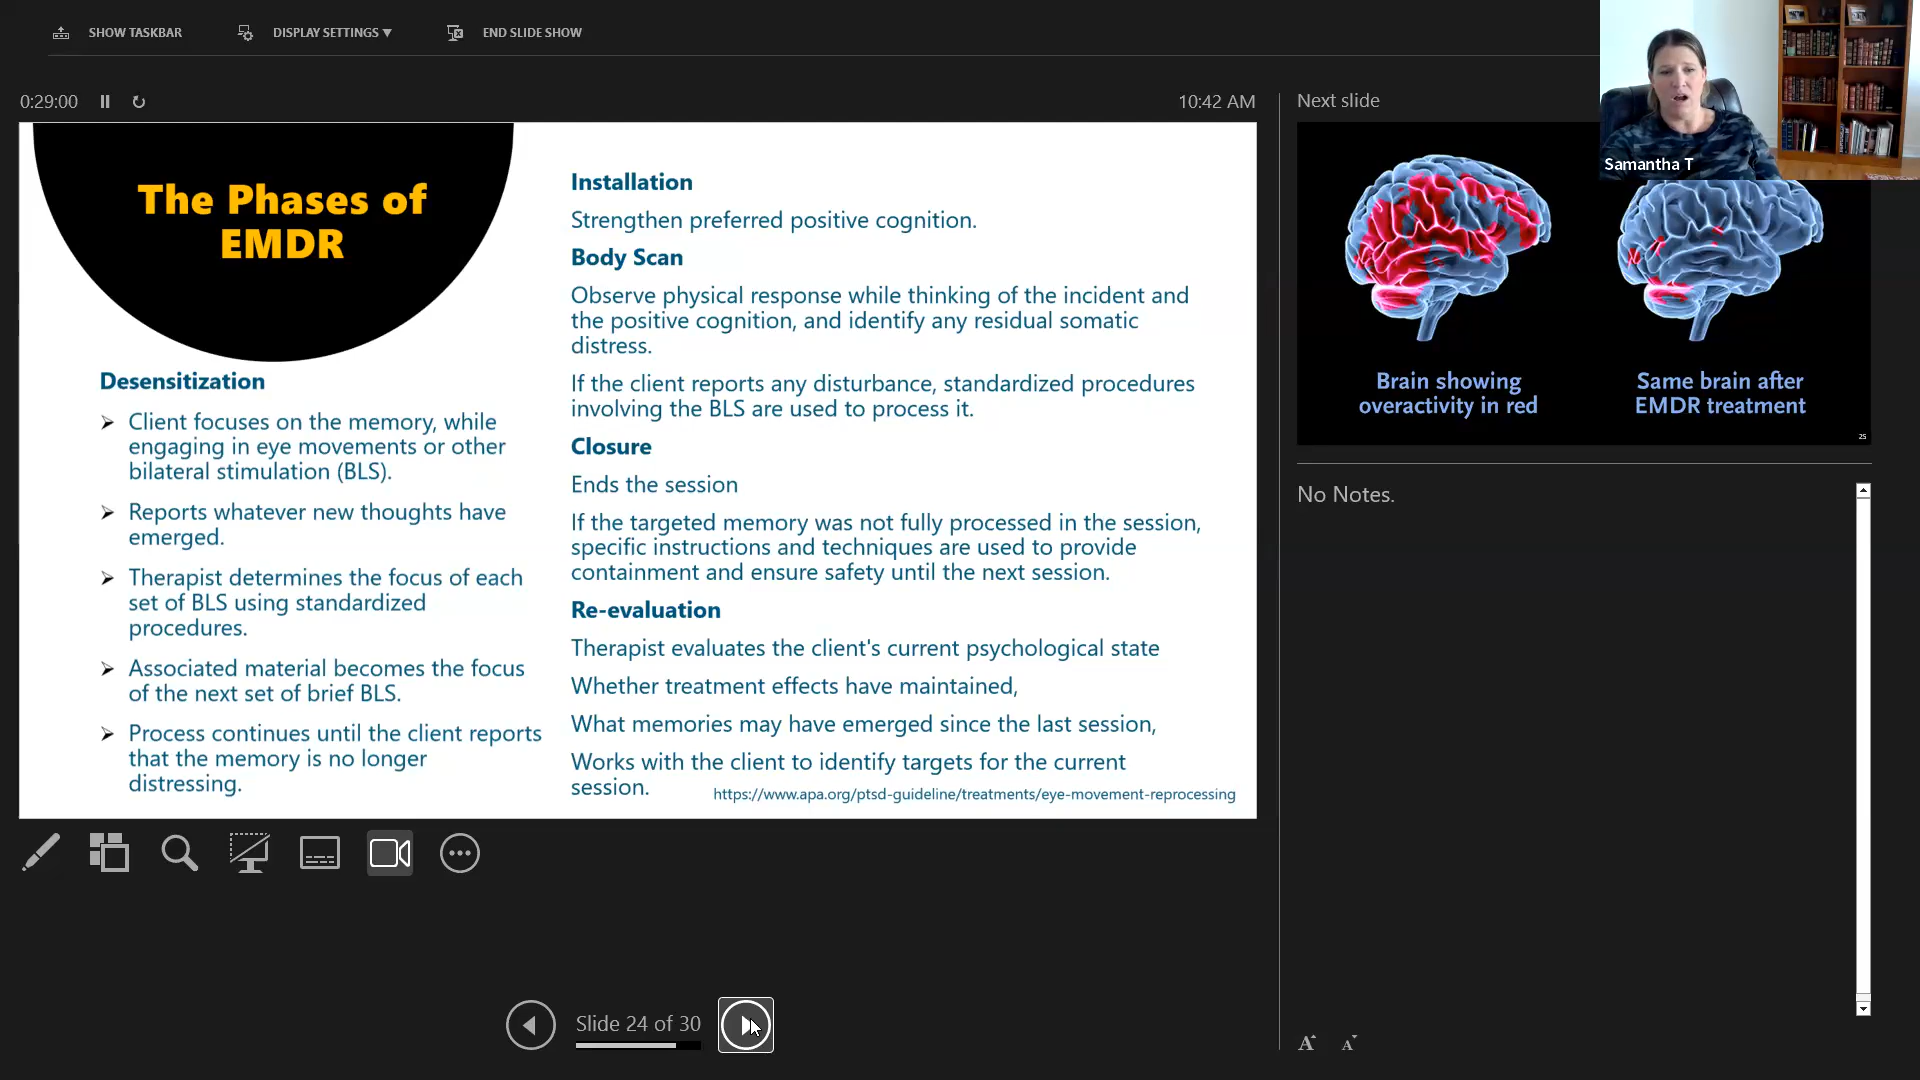 SHOW TASKBAR
DISPLAY SETTINGS ▼
END SLIDE SHOW
0:29:00
10:42 AM
The Phases of
EMDR
Desensitization
➢ Client focuses on the memory, while
engaging in eye movements or other
bilateral stimulation (BLS).
➢ Reports whatever new thoughts have
emerged.
➢ Therapist determines the focus of each
set of BLS using standardized
procedures.
➢ Associated material becomes the focus
of the next set of brief BLS.
➢ Process continues until the client reports
that the memory is no longer
distressing.
Installation
Strengthen preferred positive cognition.
Body Scan
Observe physical response while thinking of the incident and
the positive cognition, and identify any residual somatic
distress.
If the client reports any disturbance, standardized procedures
involving the BLS are used to process it.
Closure
Ends the session
If the targeted memory was not fully processed in the session,
specific instructions and techniques are used to provide
containment and ensure safety until the next session.
Re-evaluation
Therapist evaluates the client's current psychological state
Whether treatment effects have maintained,
What memories may have emerged since the last session,
Works with the client to identify targets for the current
session.
https://www.apa.org/ptsd-guideline/treatments/eye-movement-reprocessing
Slide 24 of 30
Next slide
Samantha T
Brain showing
overactivity in red
Same brain after
EMDR treatment
25
No Notes.
A A